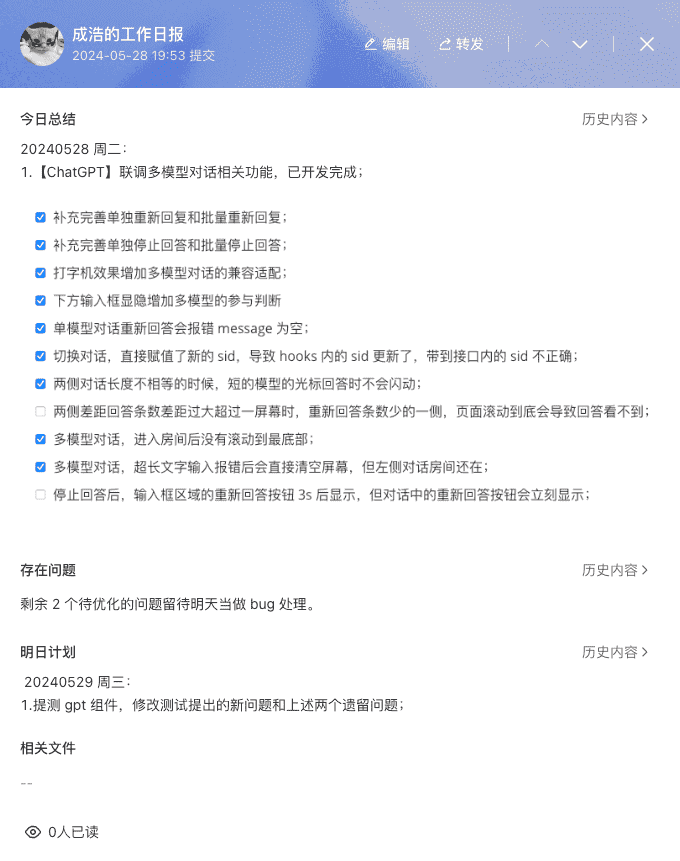 成浩的工作日报
2024-05-28 19:53 提交
编辑
转发
今日总结
历史内容
20240528 周二：
1.【ChatGPT】联调多模型对话相关功能，已开发完成；
补充完善单独重新回复和批量重新回复；
补充完善单独停止回答和批量停止回答；
打字机效果增加多模型对话的兼容适配；
下方输入框显隐增加多模型的参与判断
单模型对话重新回答会报错 message 为空；
切换对话，直接赋值了新的 sid，导致 hooks 内的 sid 更新了，带到接口内的 sid 不正确；
两侧对话长度不相等的时候，短的模型的光标回答时不会闪动；
两侧差距回答条数差距过大超过一屏幕时，重新回答条数少的一侧，页面滚动到底会导致回答看不到；
多模型对话，进入房间后没有滚动到最底部；
多模型对话，超长文字输入报错后会直接清空屏幕，但左侧对话房间还在；
停止回答后，输入框区域的重新回答按钮 3s 后显示，但对话中的重新回答按钮会立刻显示；
存在问题
历史内容
剩余 2 个待优化的问题留待明天当做 bug 处理。
明日计划
历史内容
20240529 周三：
1.提测 gpt 组件，修改测试提出的新问题和上述两个遗留问题；
相关文件
--
0人已读